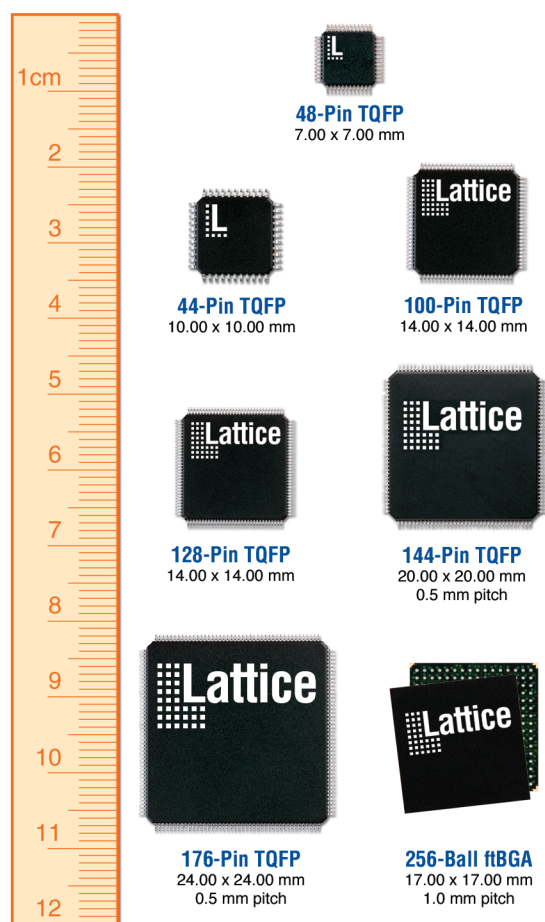 1cm
2
3
4
5
6
7
8
9
10
11
12
L
48-Pin TQFP
7.00 x 7.00 mm
L
44-Pin TQFP
10.00 x 10.00 mm
Lattice
100-Pin TQFP
14.00 x 14.00 mm
Lattice
128-Pin TQFP
14.00 x 14.00 mm
Lattice
144-Pin TQFP
20.00 x 20.00 mm
0.5 mm pitch
Lattice
176-Pin TQFP
24.00 x 24.00 mm
0.5 mm pitch
Lattice
256-Ball ftBGA
17.00 x 17.00 mm
1.0 mm pitch